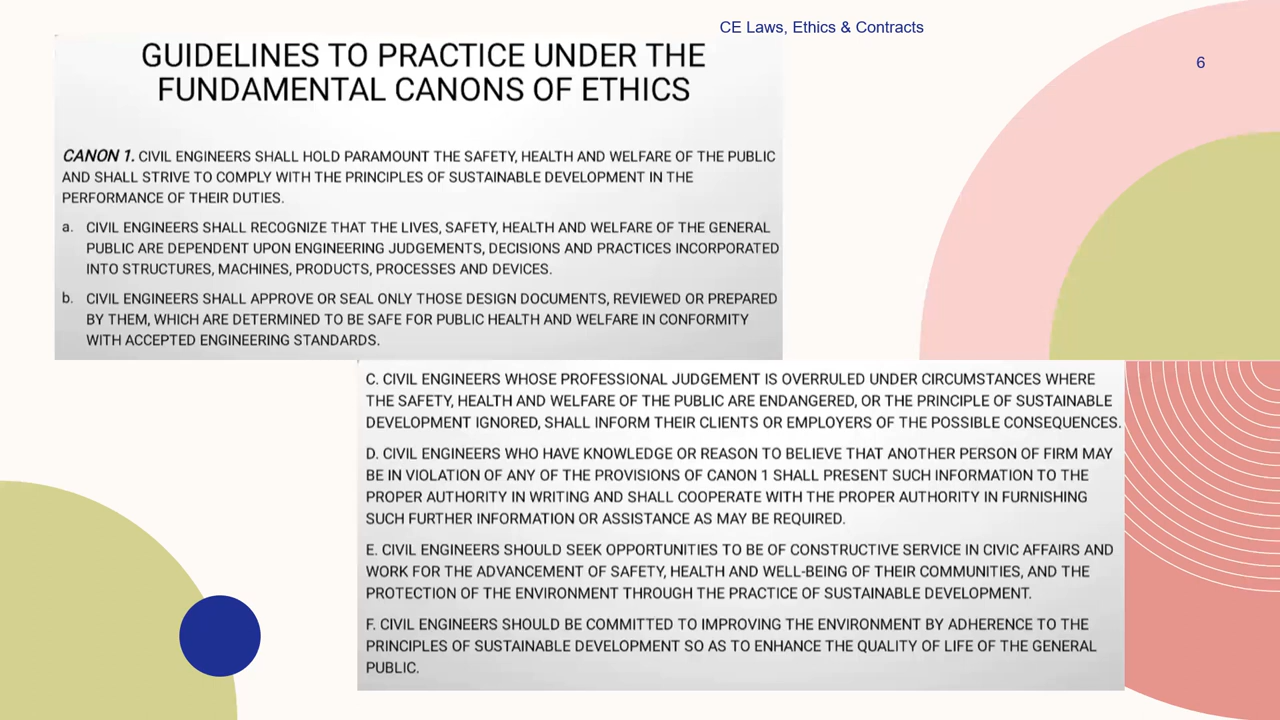 CE Laws, Ethics & Contracts
6
GUIDELINES TO PRACTICE UNDER THE
FUNDAMENTAL CANONS OF ETHICS
CANON 1. CIVIL ENGINEERS SHALL HOLD PARAMOUNT THE SAFETY, HEALTH AND WELFARE OF THE PUBLIC
AND SHALL STRIVE TO COMPLY WITH THE PRINCIPLES OF SUSTAINABLE DEVELOPMENT IN THE
PERFORMANCE OF THEIR DUTIES.
a. CIVIL ENGINEERS SHALL RECOGNIZE THAT THE LIVES, SAFETY, HEALTH AND WELFARE OF THE GENERAL
PUBLIC ARE DEPENDENT UPON ENGINEERING JUDGEMENTS, DECISIONS AND PRACTICES INCORPORATED
INTO STRUCTURES, MACHINES, PRODUCTS, PROCESSES AND DEVICES.
b. CIVIL ENGINEERS SHALL APPROVE OR SEAL ONLY THOSE DESIGN DOCUMENTS, REVIEWED OR PREPARED
BY THEM, WHICH ARE DETERMINED TO BE SAFE FOR PUBLIC HEALTH AND WELFARE IN CONFORMITY
WITH ACCEPTED ENGINEERING STANDARDS.
C. CIVIL ENGINEERS WHOSE PROFESSIONAL JUDGEMENT IS OVERRULED UNDER CIRCUMSTANCES WHERE
THE SAFETY, HEALTH AND WELFARE OF THE PUBLIC ARE ENDANGERED, OR THE PRINCIPLE OF SUSTAINABLE
DEVELOPMENT IGNORED, SHALL INFORM THEIR CLIENTS OR EMPLOYERS OF THE POSSIBLE CONSEQUENCES.
D. CIVIL ENGINEERS WHO HAVE KNOWLEDGE OR REASON TO BELIEVE THAT ANOTHER PERSON OF FIRM MAY
BE IN VIOLATION OF ANY OF THE PROVISIONS OF CANON 1 SHALL PRESENT SUCH INFORMATION TO THE
PROPER AUTHORITY IN WRITING AND SHALL COOPERATE WITH THE PROPER AUTHORITY IN FURNISHING
SUCH FURTHER INFORMATION OR ASSISTANCE AS MAY BE REQUIRED.
E. CIVIL ENGINEERS SHOULD SEEK OPPORTUNITIES TO BE OF CONSTRUCTIVE SERVICE IN CIVIC AFFAIRS AND
WORK FOR THE ADVANCEMENT OF SAFETY, HEALTH AND WELL-BEING OF THEIR COMMUNITIES, AND THE
PROTECTION OF THE ENVIRONMENT THROUGH THE PRACTICE OF SUSTAINABLE DEVELOPMENT.
F. CIVIL ENGINEERS SHOULD BE COMMITTED TO IMPROVING THE ENVIRONMENT BY ADHERENCE TO THE
PRINCIPLES OF SUSTAINABLE DEVELOPMENT SO AS TO ENHANCE THE QUALITY OF LIFE OF THE GENERAL
PUBLIC.